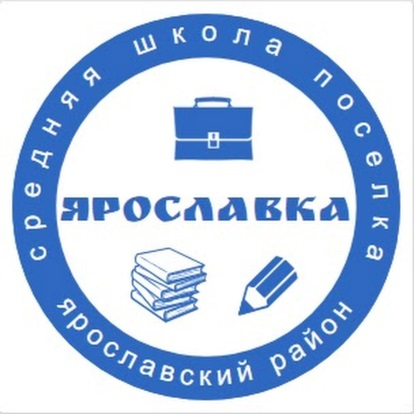 средняя школа поселка
ЯРОСЛАВКА
ярославский район